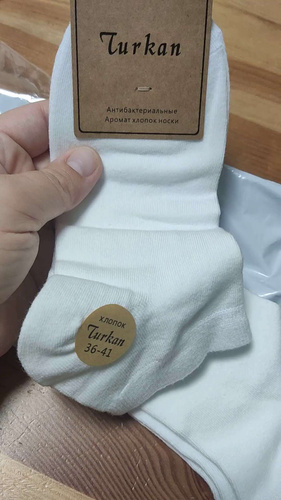 Turkan
Антибактериальные
Аромат хлопок носки
ХЛОПОК
Turkan
36-41